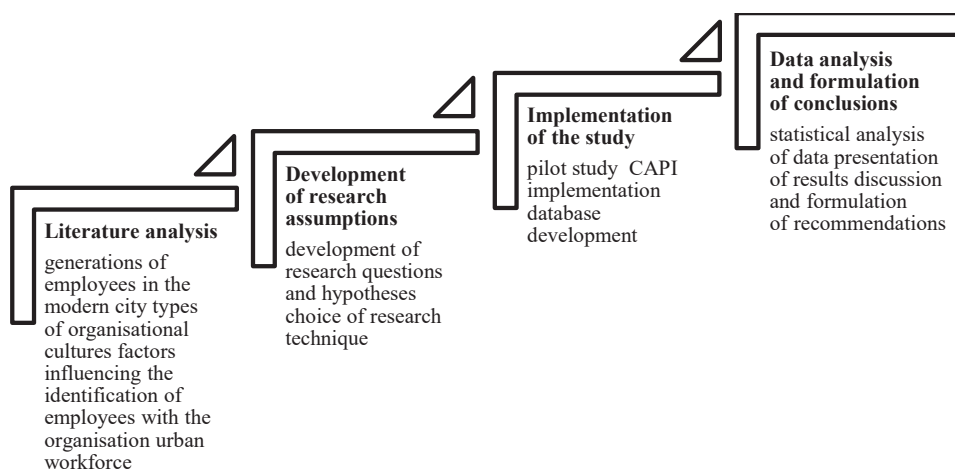 Literature analysis
generations of
employees in the
modern city types
of organisational
cultures factors
influencing the
identification of
employees with the
organisation urban
workforce
Development
of research
assumptions
development of
research questions
and hypotheses
choice of research
technique
Implementation
of the study
pilot study CAPI
implementation
database
development
Data analysis
and formulation
of conclusions
statistical analysis
of data presentation
of results discussion
and formulation
of recommendations